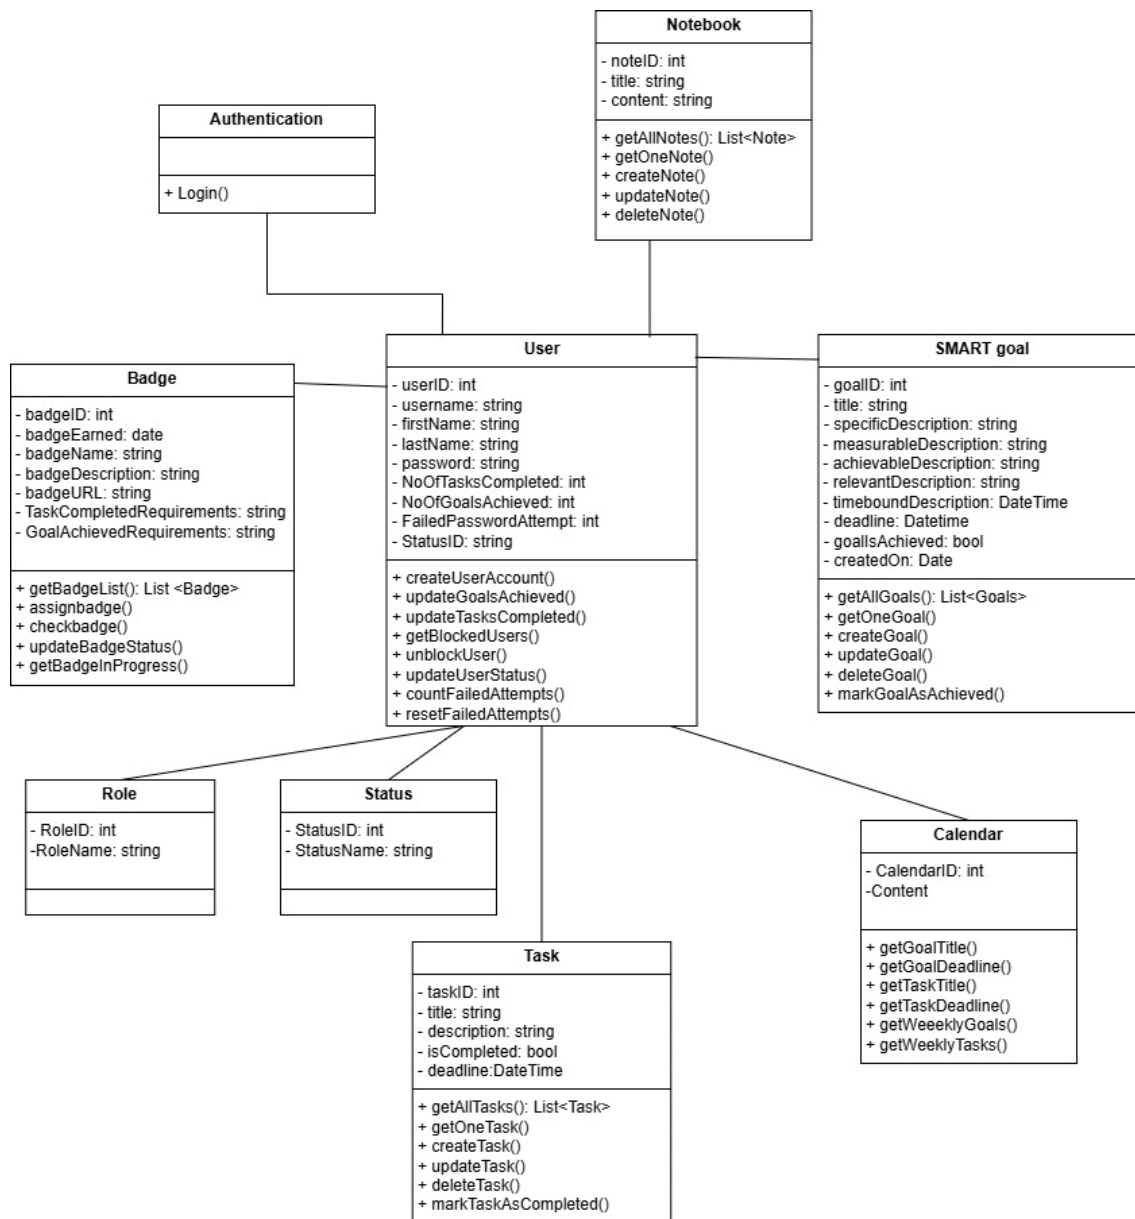 Notebook
- noteID: int
- title: string
- content: string
+ getAllNotes(): List<Note>
+ getOneNote()
+ createNote()
+ updateNote()
+ deleteNote()
Authentication
+ Login()
User
- userID: int
- username: string
- firstName: string
- lastName: string
- password: string
- NoOfTasksCompleted: int
- NoOfGoalsAchieved: int
- FailedPasswordAttempt: int
- StatusID: string
+ createUserAccount()
+ updateGoalsAchieved()
+ updateTasksCompleted()
+ getBlockedUsers()
+ unblockUser()
+ updateUserStatus()
+ countFailedAttempts()
+ resetFailedAttempts()
SMART goal
- goalID: int
- title: string
- specificDescription: string
- measurableDescription: string
- achievableDescription: string
- relevantDescription: string
- timeboundDescription: DateTime
- deadline: Datetime
- goalIsAchieved: bool
- createdOn: Date
+ getAllGoals(): List<Goals>
+ getOneGoal()
+ createGoal()
+ updateGoal()
+ deleteGoal()
+ markGoalAsAchieved()
Badge
- badgeID: int
- badgeEarned: date
- badgeName: string
- badgeDescription: string
- badgeURL: string
- TaskCompletedRequirements: string
- GoalAchievedRequirements: string
+ getBadgeList(): List <Badge>
+ assignbadge()
+ checkbadge()
+ updateBadgeStatus()
+ getBadgeInProgress()
Role
- RoleID: int
-RoleName: string
Status
- StatusID: int
- StatusName: string
Calendar
- CalendarID: int
-Content
+ getGoalTitle()
+ getGoalDeadline()
+ getTaskTitle()
+ getTaskDeadline()
+ getWeeeklyGoals()
+ getWeeklyTasks()
Task
- taskID: int
- title: string
- description: string
- isCompleted: bool
- deadline:DateTime
+ getAllTasks(): List<Task>
+ getOneTask()
+ createTask()
+ updateTask()
+ deleteTask()
+ markTaskAsCompleted()